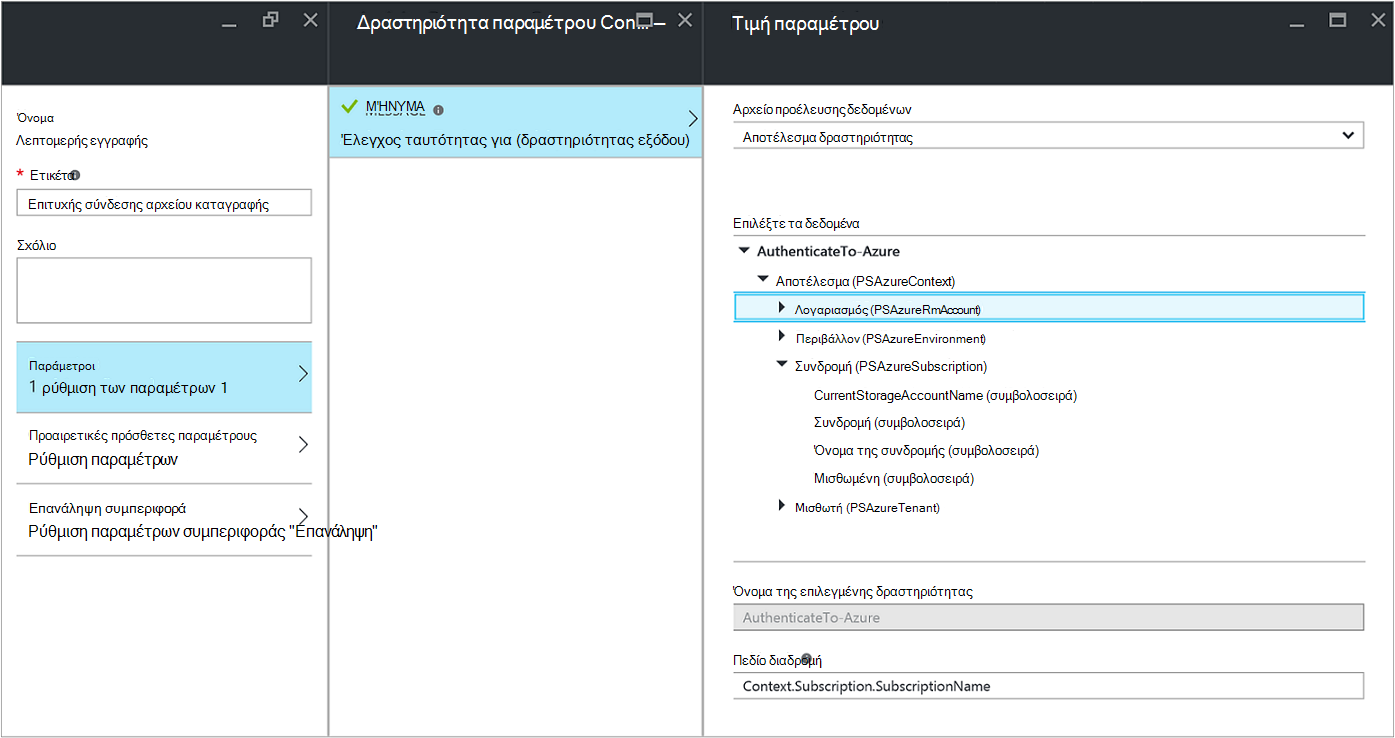 Δραστηριότητα παραμέτρου Con...
Τιμή παραμέτρου
Όνομα
Λεπτομερής εγγραφής
* Ετικέτα
Επιτυχής σύνδεσης αρχείου καταγραφής
Σχόλιο
Παράμετροι
1 ρύθμιση των παραμέτρων 1
Προαιρετικές πρόσθετες παραμέτρους
Ρύθμιση παραμέτρων
Επανάληψη συμπεριφορά
Ρύθμιση παραμέτρων συμπεριφοράς "Επανάληψη"
ΜΉΝΥΜΑ
Έλεγχος ταυτότητας για (δραστηριότητας εξόδου)
Αρχείο προέλευσης δεδομένων
Αποτέλεσμα δραστηριότητας
Επιλέξτε τα δεδομένα
AuthenticateTo-Azure
Αποτέλεσμα (PSAzureContext)
Λογαριασμός (PSAzureRmAccount)
Περιβάλλον (PSAzureEnvironment)
Συνδρομή (PSAzureSubscription)
CurrentStorageAccountName (συμβολοσειρά)
Συνδρομή (συμβολοσειρά)
Όνομα της συνδρομής (συμβολοσειρά)
Μισθωμένη (συμβολοσειρά)
Μισθωτή (PSAzureTenant)
Όνομα της επιλεγμένης δραστηριότητας
AuthenticateTo-Azure
Πεδίο διαδρομή
Context.Subscription.SubscriptionName